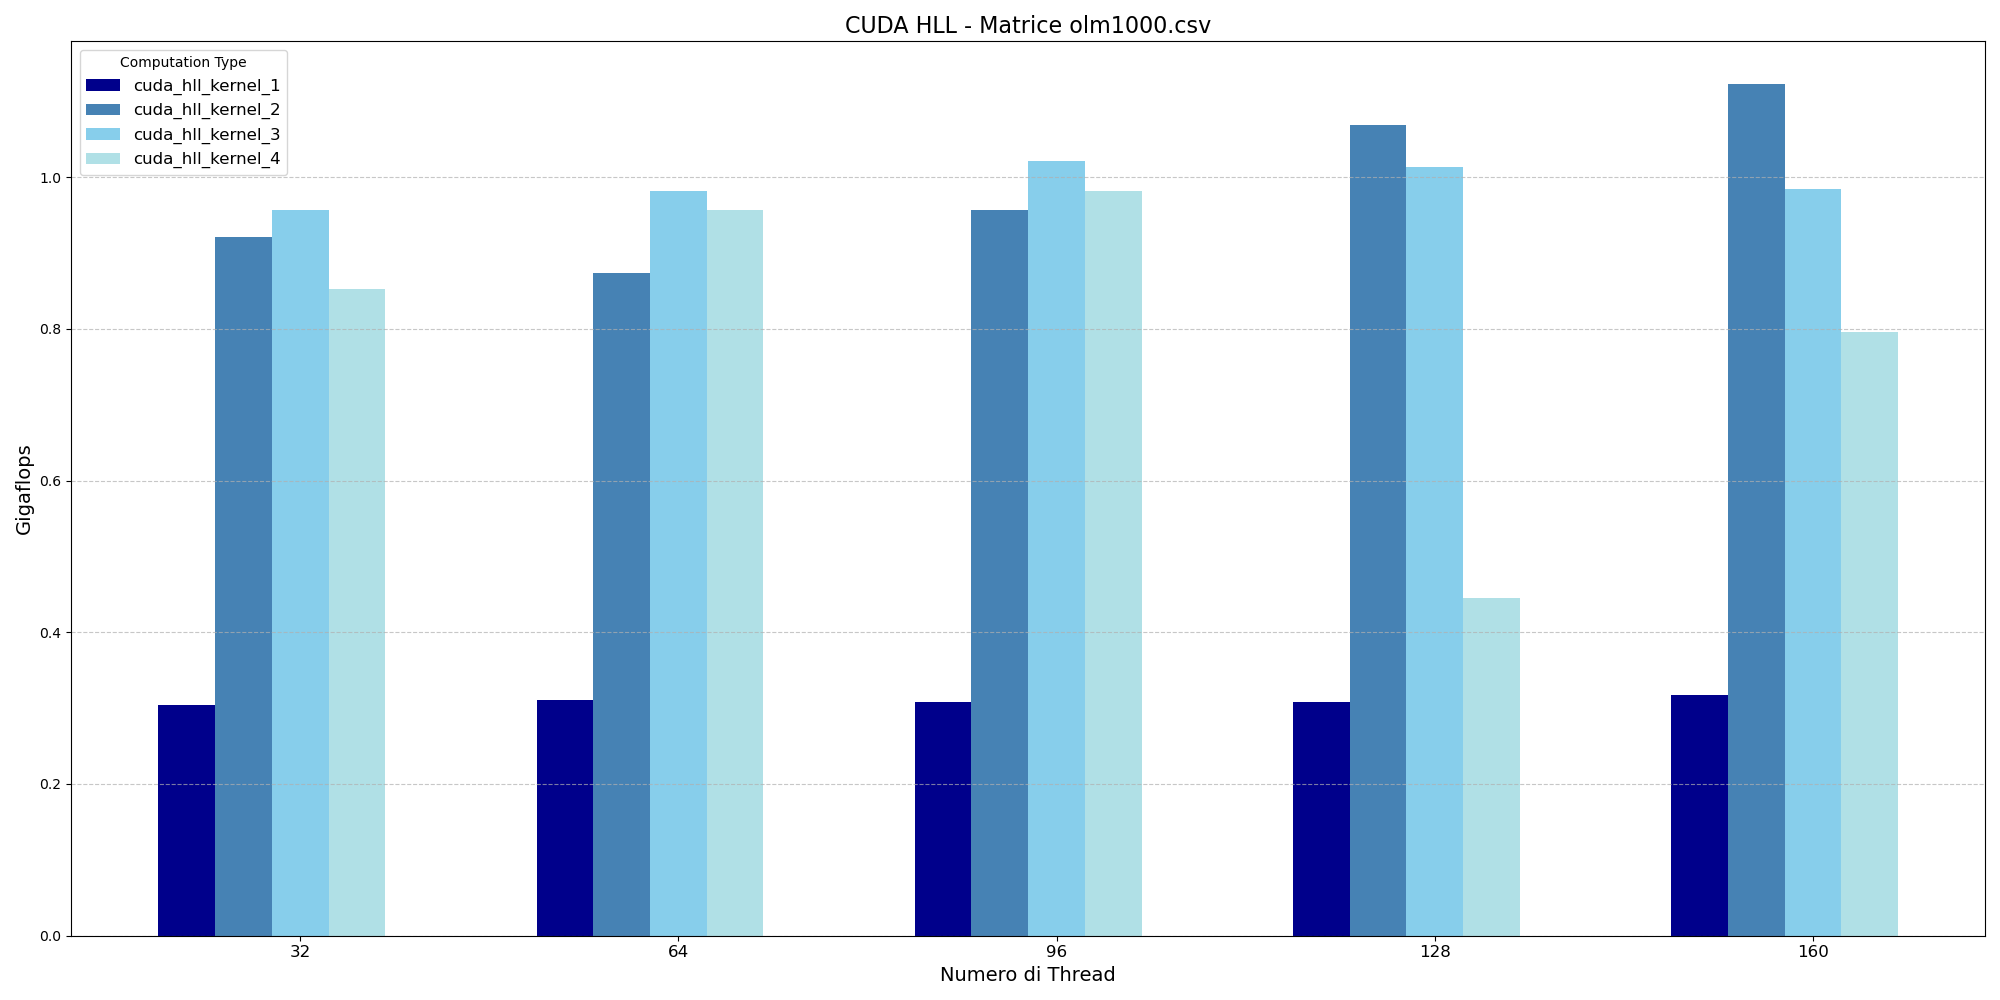 CUDA HLL - Matrice olm1000.csv
Computation Type
cuda_hll_kernel_1
cuda_hll_kernel_2
cuda_hll_kernel_3
cuda_hll_kernel_4
Gigaflops
1.0
0.8
0.6
0.4
0.2
0.0
32 64 96 128 160
Numero di Thread